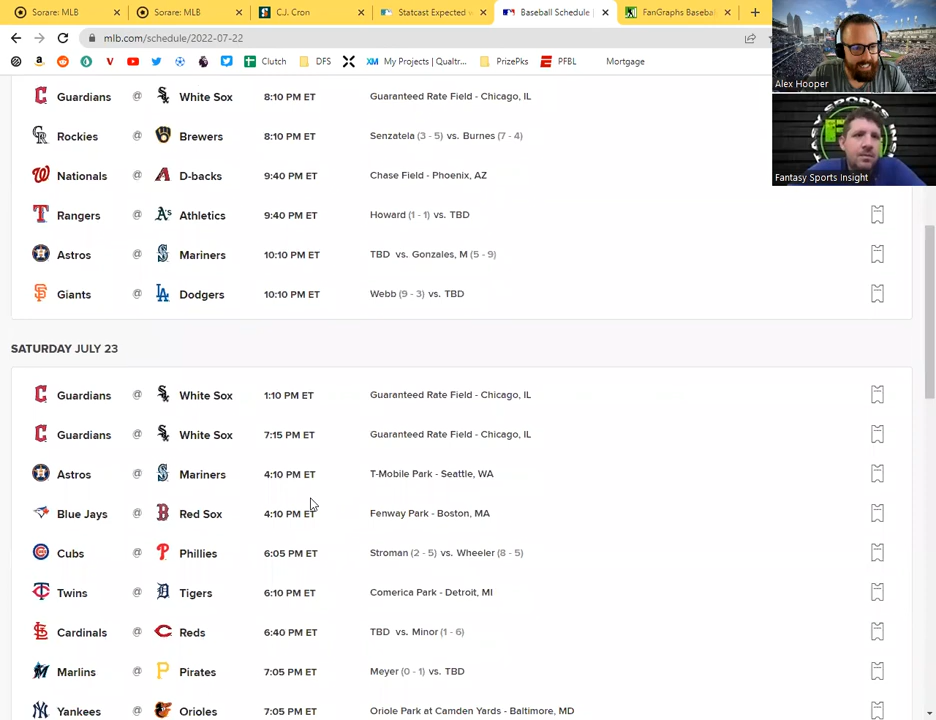 Sorare: MLB
Sorare: MLB
C.J. Cron
Statcast Expected
Baseball Schedule
FanGraphs Baseba
mlb.com/schedule/2022-07-22
Clutch
DFS
My Projects | Qualtr...
PrizePks
PFBL
Mortgage
Alex Hooper
Fantasy Sports Insight
Guardians @ White Sox 8:10 PM ET Guaranteed Rate Field - Chicago, IL
Rockies @ Brewers 8:10 PM ET Senzatela (3 - 5) vs. Burnes (7 - 4)
Nationals @ D-backs 9:40 PM ET Chase Field - Phoenix, AZ
Rangers @ Athletics 9:40 PM ET Howard (1 - 1) vs. TBD
Astros @ Mariners 10:10 PM ET TBD vs. Gonzales, M (5 - 9)
Giants @ Dodgers 10:10 PM ET Webb (9 - 3) vs. TBD
SATURDAY JULY 23
Guardians @ White Sox 1:10 PM ET Guaranteed Rate Field - Chicago, IL
Guardians @ White Sox 7:15 PM ET Guaranteed Rate Field - Chicago, IL
Astros @ Mariners 4:10 PM ET T-Mobile Park - Seattle, WA
Blue Jays @ Red Sox 4:10 PM ET Fenway Park - Boston, MA
Cubs @ Phillies 6:05 PM ET Stroman (2 - 5) vs. Wheeler (8 - 5)
Twins @ Tigers 6:10 PM ET Comerica Park - Detroit, MI
Cardinals @ Reds 6:40 PM ET TBD vs. Minor (1 - 6)
Marlins @ Pirates 7:05 PM ET Meyer (0 - 1) vs. TBD
Yankees @ Orioles 7:05 PM ET Oriole Park at Camden Yards - Baltimore, MD